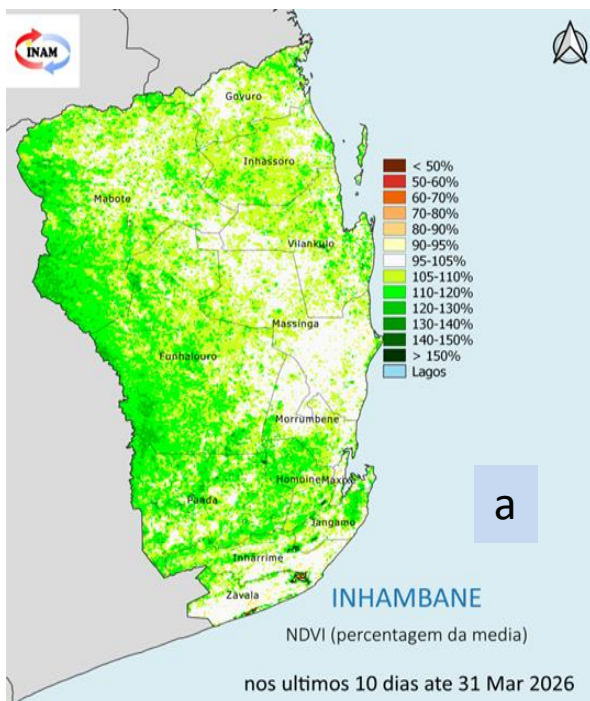 INAM
Govuro
Inhassoro
Mabote
Vilankulo
Massinga
Funhalouro
Morrumbene
Homoine
Maxixe
Panda
Jangamo
Inharrime
Zavala
< 50%
50-60%
60-70%
70-80%
80-90%
90-95%
95-105%
105-110%
110-120%
120-130%
130-140%
140-150%
> 150%
Lagos
a
INHAMBANE
NDVI (percentagem da media)
nos ultimos 10 dias ate 31 Mar 2026